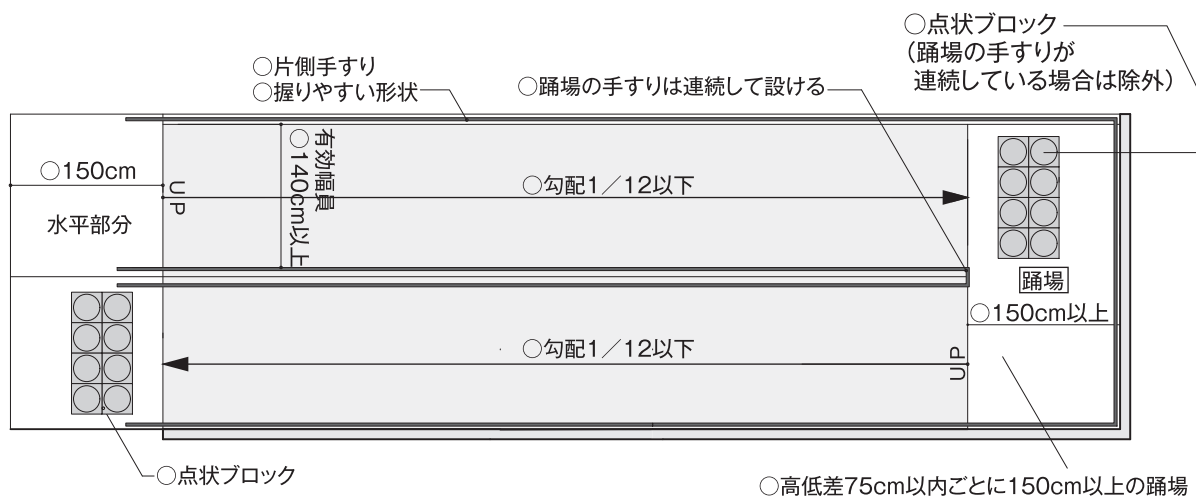 ○点状ブロック
(踊場の手すりが
連続している場合は除外)
○片側手すり
○握りやすい形状
○踊場の手すりは連続して設ける
○150cm
水平部分
UP
有効幅員
○140cm以上
○勾配1／12以下
踊場
○150cm以上
○勾配1／12以下
UP
○点状ブロック
○高低差75cm以内ごとに150cm以上の踊場